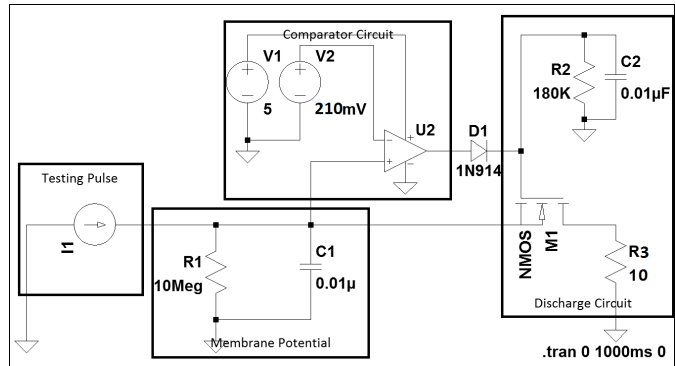 Comparator Circuit
V1
V2
5
210mV
U2
D1
1N914
R2
180K
C2
0.01µF
Testing Pulse
I1
R1
10Meg
C1
0.01µ
Membrane Potential
NMOS
M1
R3
10
Discharge Circuit
.tran 0 1000ms 0